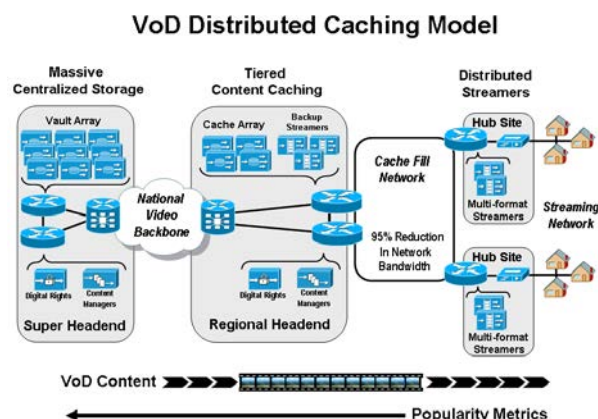 VoD Distributed Caching Model
Massive
Centralized Storage
Vault Array
Digital Rights
Content
Managers
Super Headend
National
Video
Backbone
Tiered
Content Caching
Cache Array
Backup
Streamers
Digital Rights
Content
Managers
Regional Headend
Cache Fill
Network
95% Reduction
In Network
Bandwidth
Distributed
Streamers
Hub Site
Multi-format
Streamers
Streaming
Network
Hub Site
Multi-format
Streamers
VoD Content
Popularity Metrics